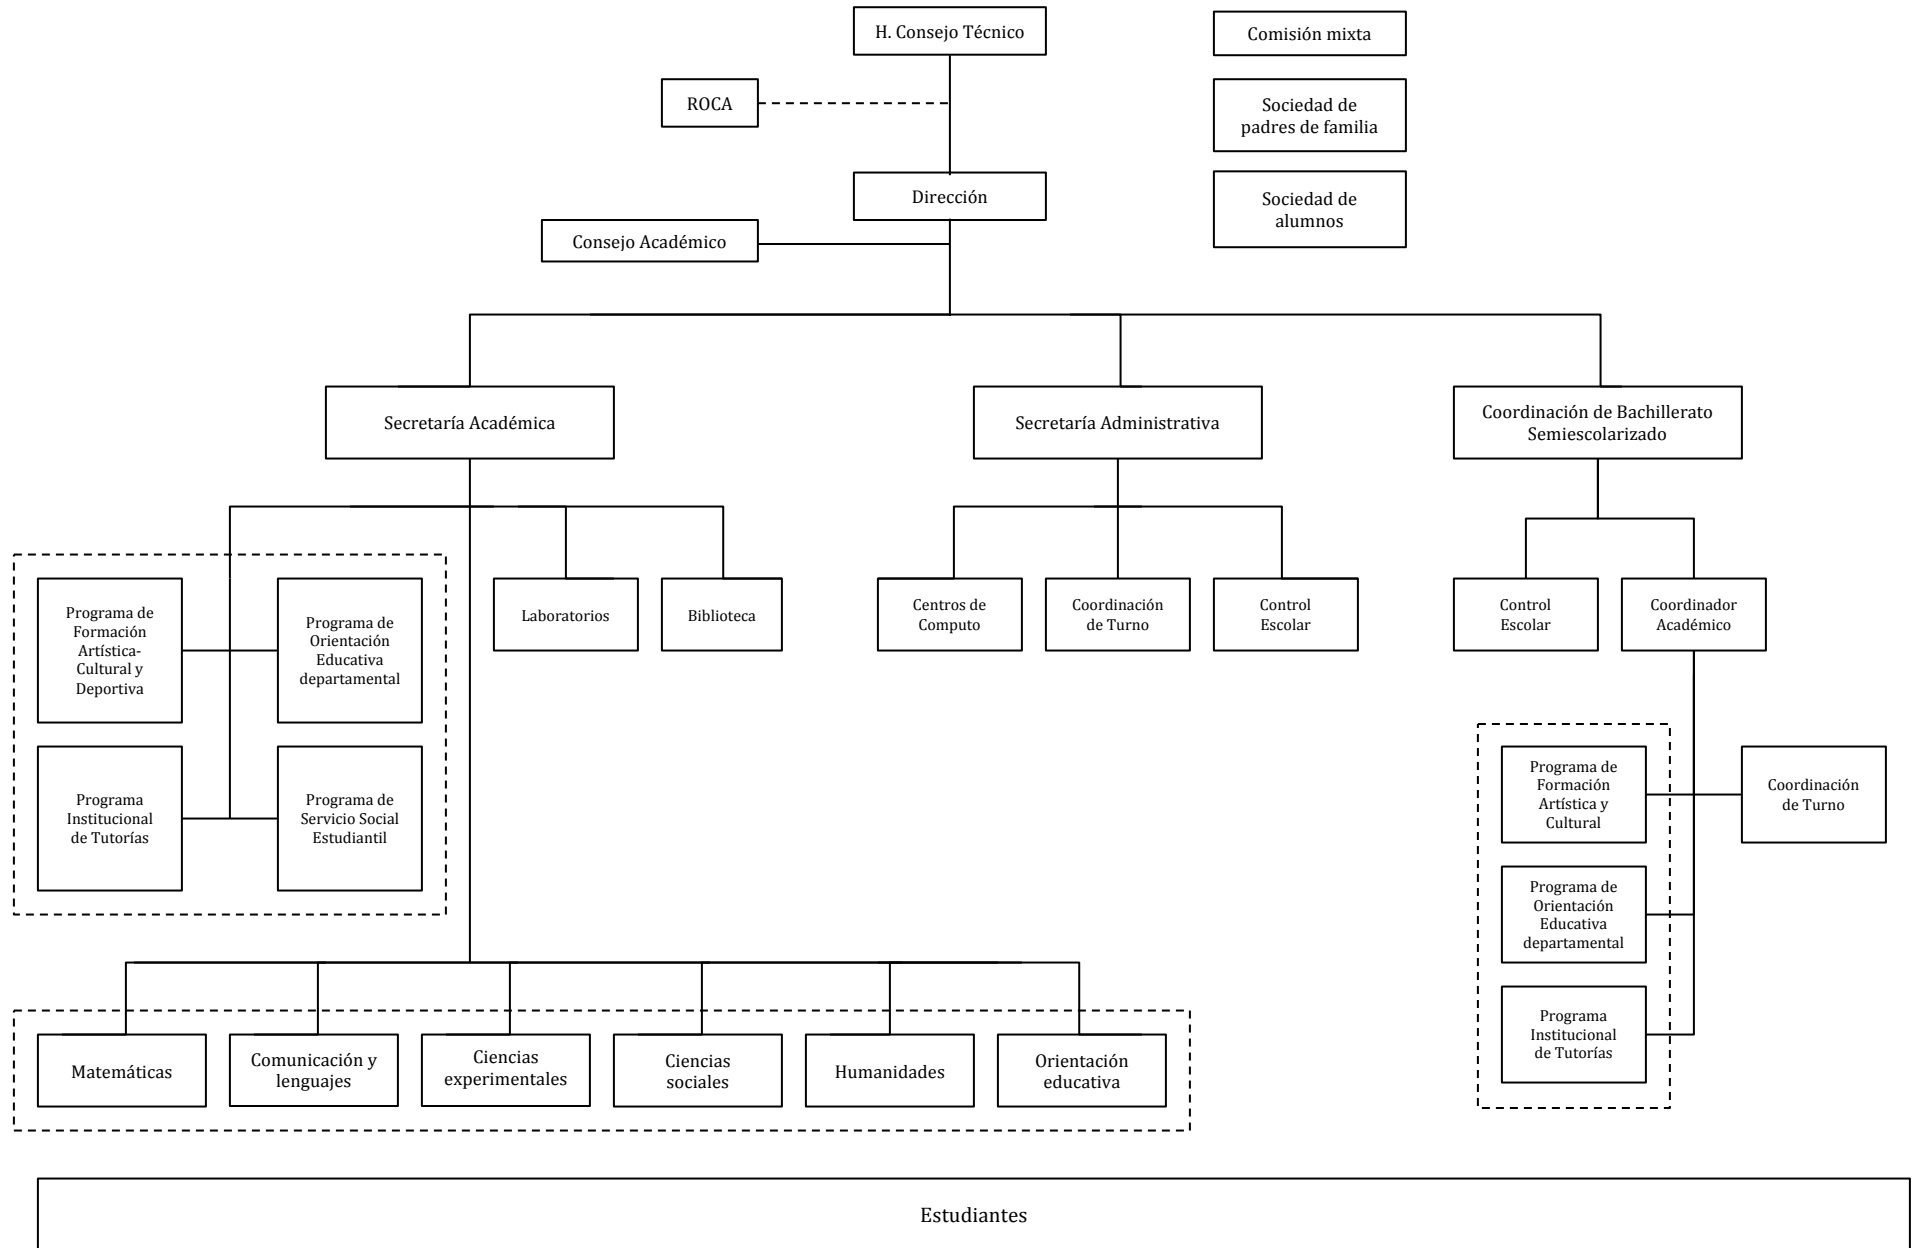 H. Consejo Técnico
Comisión mixta
ROCA
Sociedad de
padres de familia
Dirección
Sociedad de
alumnos
Consejo Académico
Secretaría Académica
Secretaría Administrativa
Coordinación de Bachillerato
Semiescolarizado
Programa de
Formación
Artística-
Cultural y
Deportiva
Programa de
Orientación
Educativa
departamental
Laboratorios
Biblioteca
Centros de
Computo
Coordinación
de Turno
Control
Escolar
Control
Escolar
Coordinador
Académico
Programa
Institucional
de Tutorías
Programa de
Servicio Social
Estudiantil
Programa de
Formación
Artística y
Cultural
Coordinación
de Turno
Programa de
Orientación
Educativa
departamental
Programa
Institucional
de Tutorías
Matemáticas
Comunicación y
lenguajes
Ciencias
experimentales
Ciencias
sociales
Humanidades
Orientación
educativa
Estudiantes